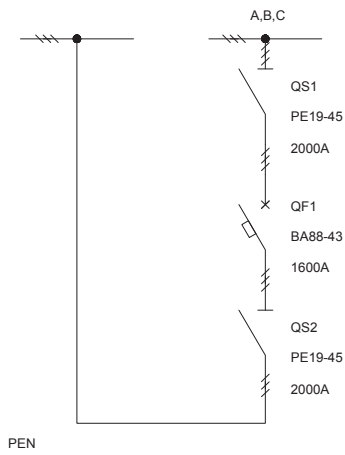 A,B,C
QS1
PE19-45
2000A
QF1
BA88-43
1600A
QS2
PE19-45
2000A
PEN